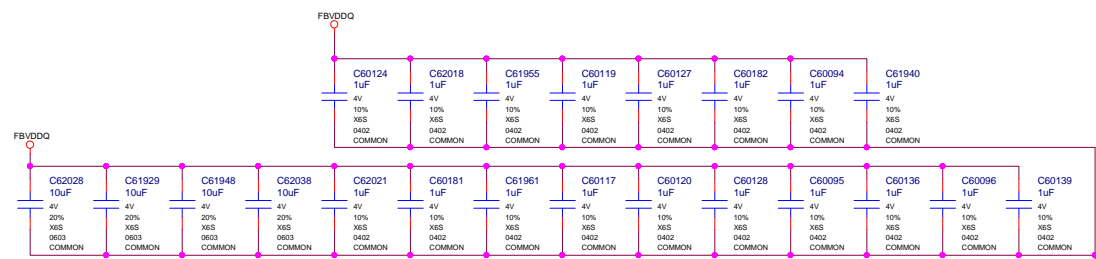 FBVDDQ
C60124 C62018 C61955 C60119 C60127 C60182 C60094 C61940
1uF 1uF 1uF 1uF 1uF 1uF 1uF 1uF
4V 4V 4V 4V 4V 4V 4V 4V
10% 10% 10% 10% 10% 10% 10% 10%
X6S X6S X6S X6S X6S X6S X6S X6S
0402 0402 0402 0402 0402 0402 0402 0402
COMMON COMMON COMMON COMMON COMMON COMMON COMMON COMMON
FBVDDQ
C62028 C61929 C61948 C62038 C62021 C60181 C61961 C60117 C60120 C60128 C60095 C60136 C60096 C60139
10uF 10uF 10uF 10uF 1uF 1uF 1uF 1uF 1uF 1uF 1uF 1uF 1uF 1uF
4V 4V 4V 4V 4V 4V 4V 4V 4V 4V 4V 4V 4V 4V
20% 20% 20% 20% 10% 10% 10% 10% 10% 10% 10% 10% 10% 10%
X6S X6S X6S X6S X6S X6S X6S X6S X6S X6S X6S X6S X6S X6S
0603 0603 0603 0603 0402 0402 0402 0402 0402 0402 0402 0402 0402 0402
COMMON COMMON COMMON COMMON COMMON COMMON COMMON COMMON COMMON COMMON COMMON COMMON COMMON COMMON